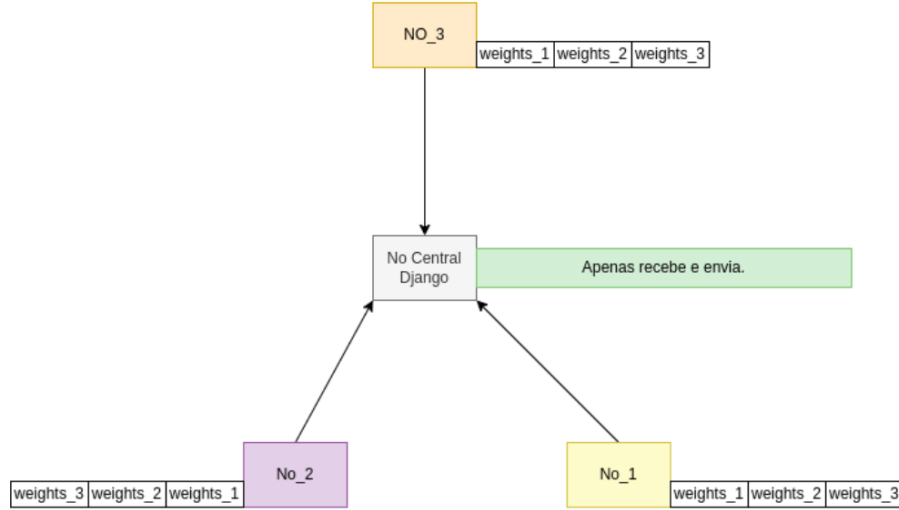 NO_3
weights_1 weights_2 weights_3
No Central
Django
Apenas recebe e envia.
No_2
weights_3 weights_2 weights_1
No_1
weights_1 weights_2 weights_3